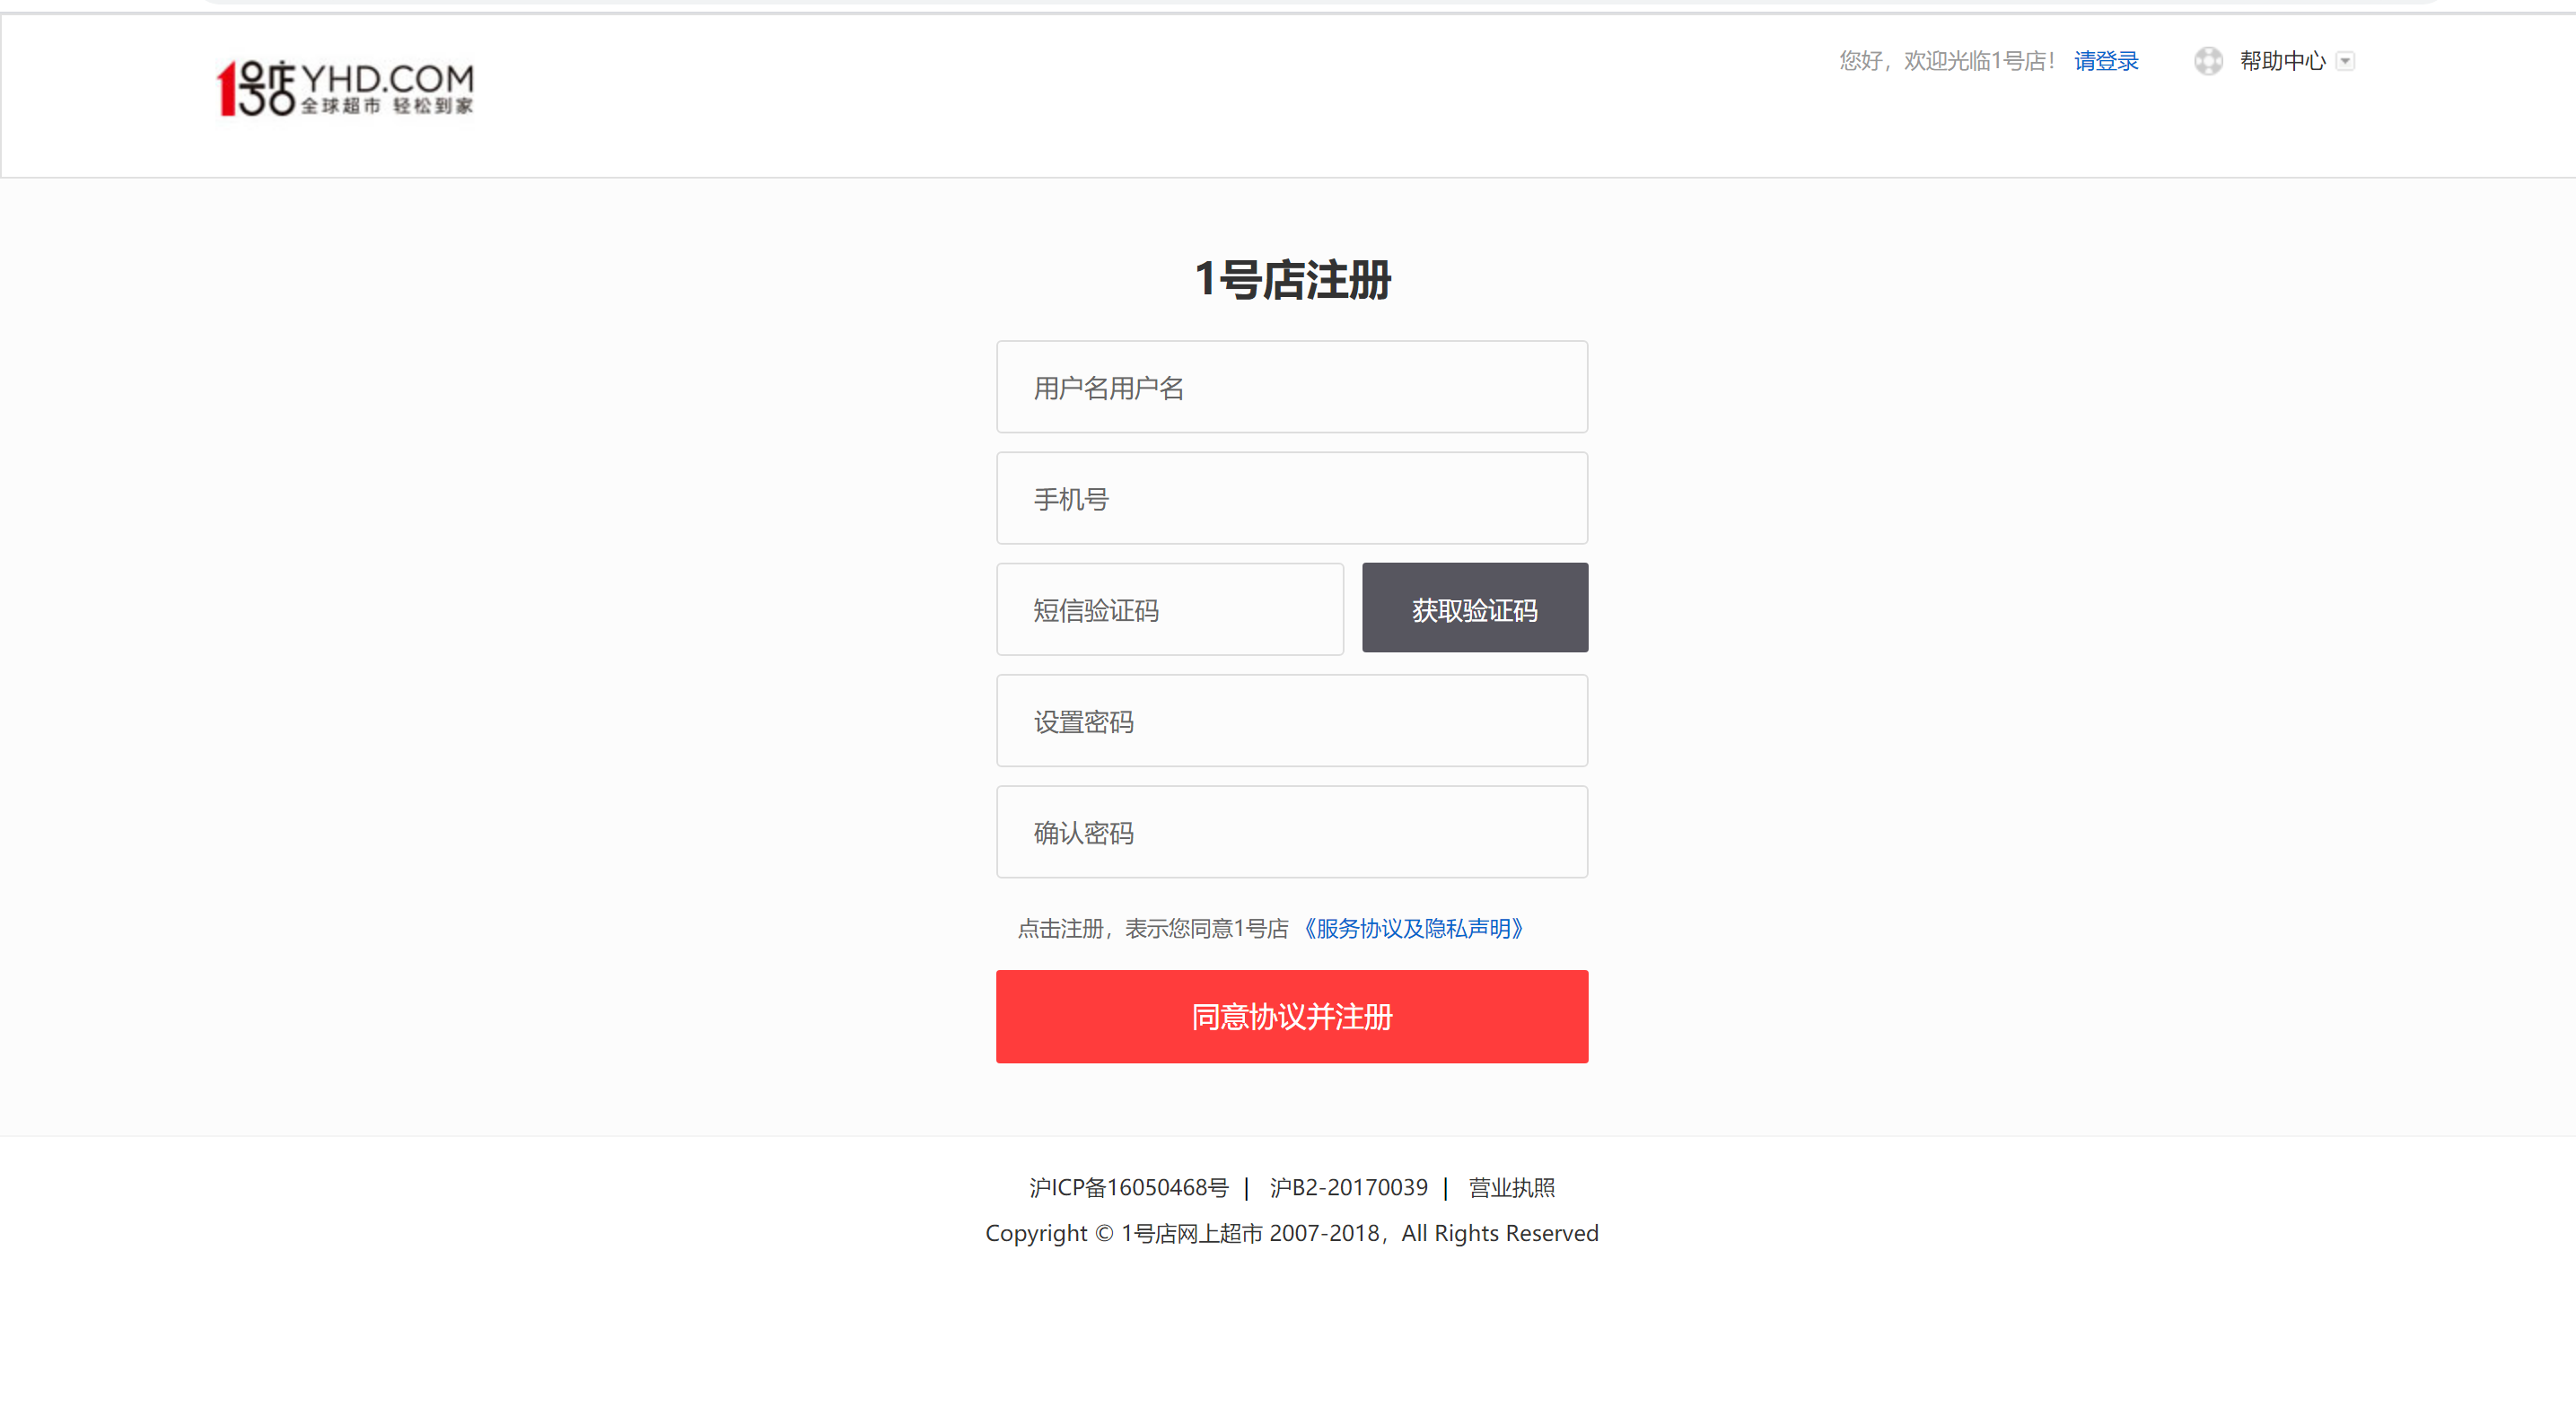 1号店 YHD.COM
全球超市 轻松到家
您好，欢迎光临1号店！ 请登录 帮助中心
1号店注册
用户名用户名
手机号
短信验证码 获取验证码
设置密码
确认密码
点击注册，表示您同意1号店 《服务协议及隐私声明》
同意协议并注册
沪ICP备16050468号 | 沪B2-20170039 | 营业执照
Copyright © 1号店网上超市 2007-2018，All Rights Reserved